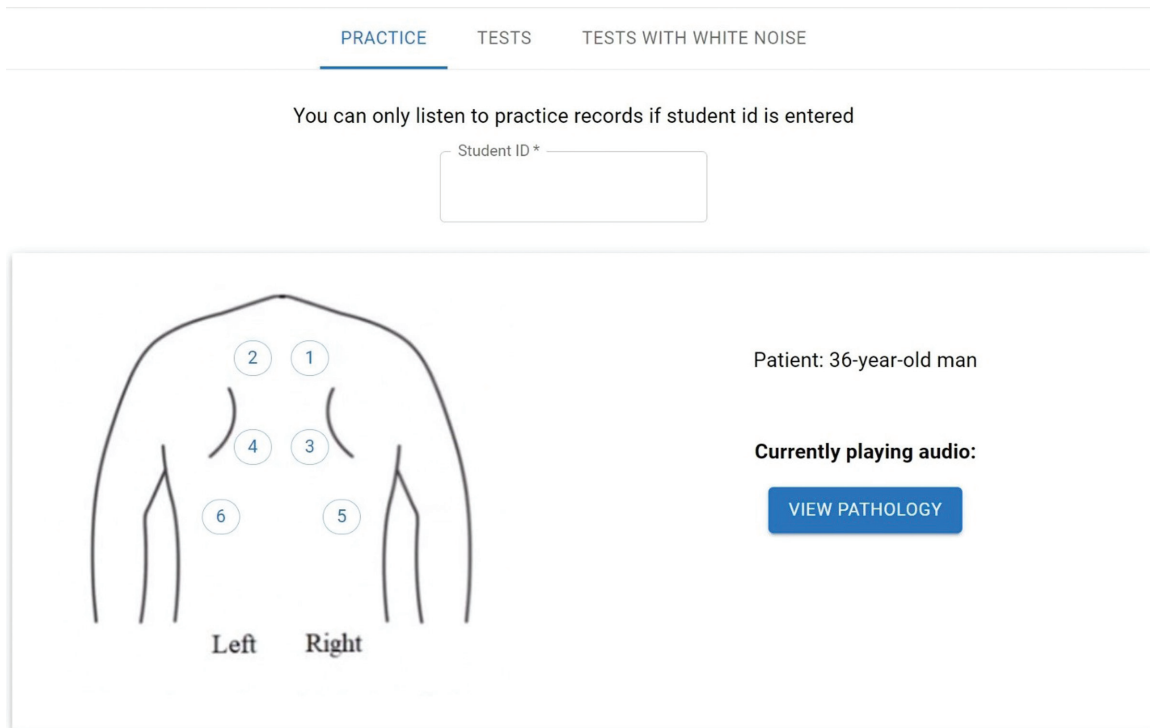 PRACTICE TESTS TESTS WITH WHITE NOISE
You can only listen to practice records if student id is entered
Student ID *
2 1
4 3
6 5
Left Right
Patient: 36-year-old man
Currently playing audio:
VIEW PATHOLOGY